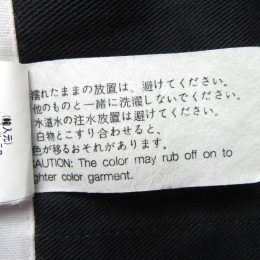 濡れたままの放置は、避けてください。
他のものと一緒に洗濯しないでください。
水道水の注水放置は、避けてください。
白物とこすり合わせると、
色が移るおそれがあります。
CAUTION: The color may rub off on to
lighter color garment.